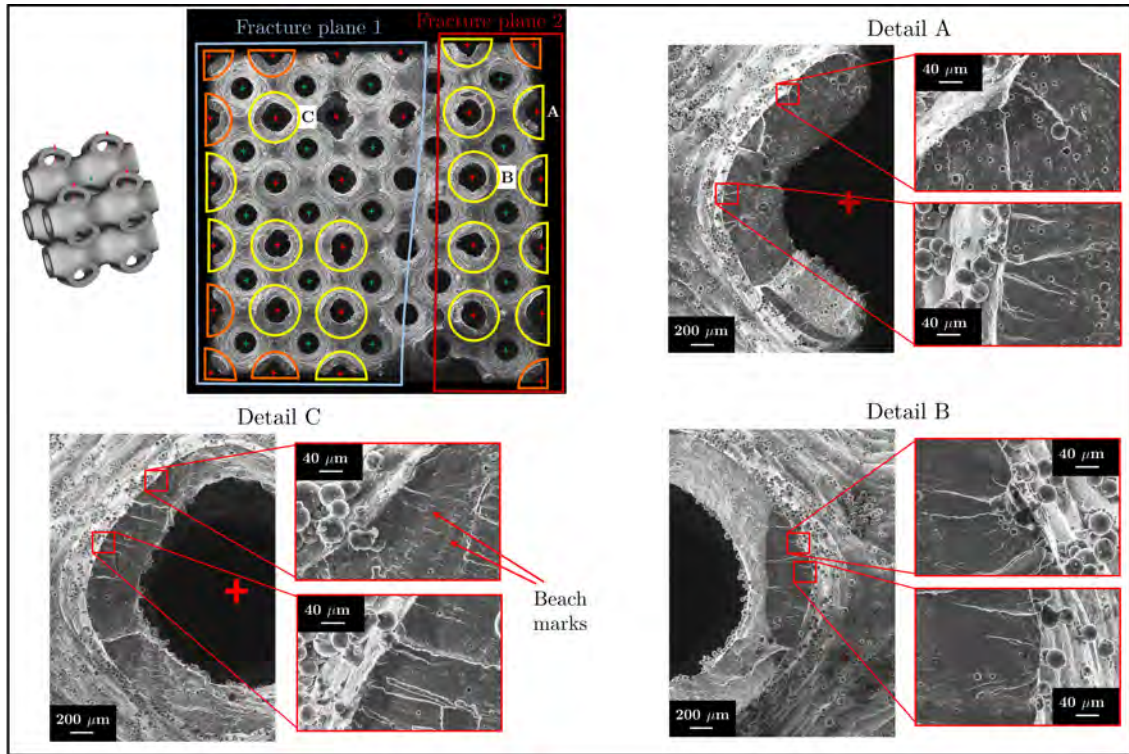 Fracture plane 1
Fracture plane 2
A
C
B
Detail A
40 μm
40 μm
200 μm
Detail C
40 μm
40 μm
200 μm
Beach
marks
Detail B
40 μm
40 μm
200 μm